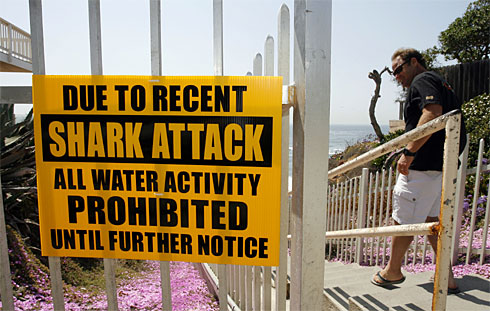 DUE TO RECENT
SHARK ATTACK
ALL WATER ACTIVITY
PROHIBITED
UNTIL FURTHER NOTICE